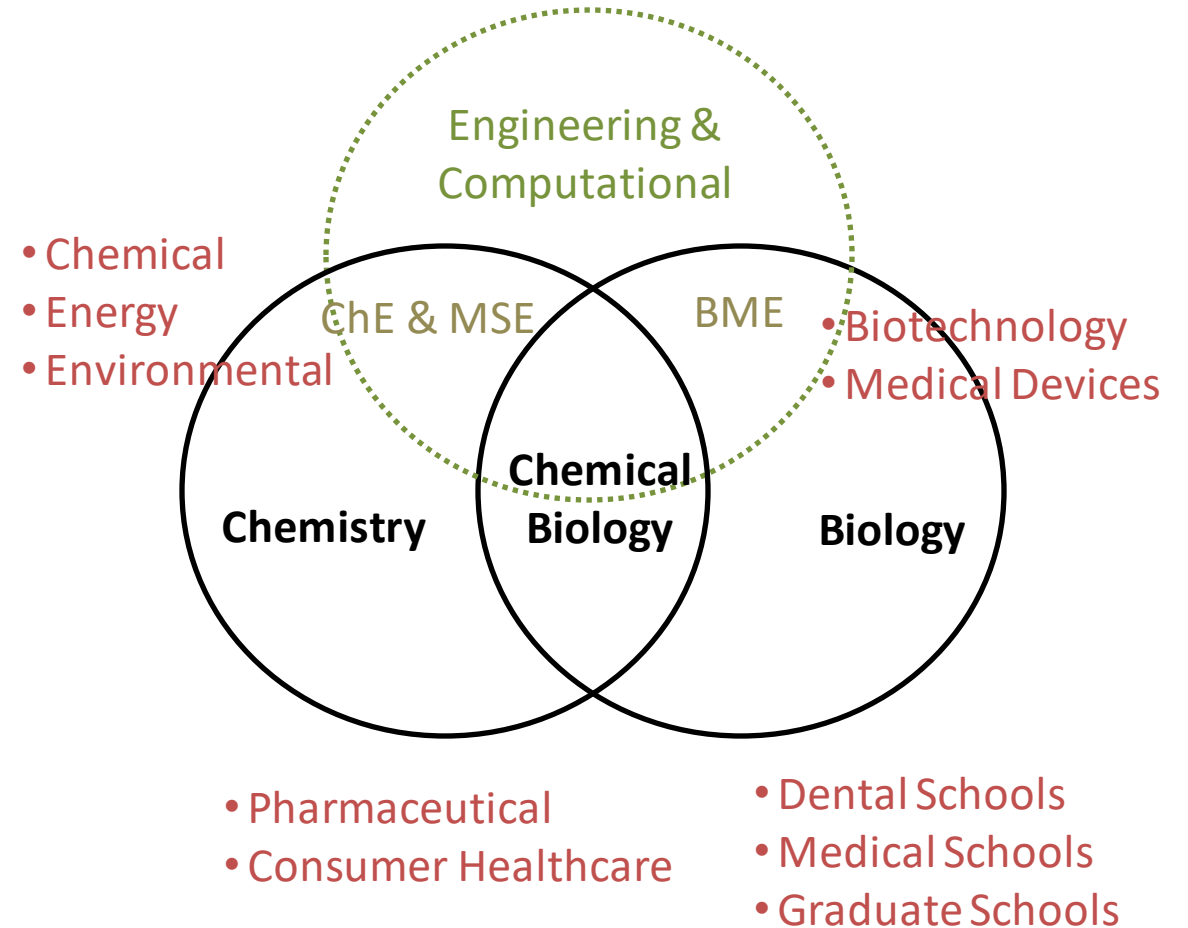 Engineering &
Computational
• Chemical
• Energy
• Environmental
ChE & MSE
BME
• Biotechnology
• Medical Devices
Chemistry
Chemical
Biology
Biology
• Pharmaceutical
• Consumer Healthcare
• Dental Schools
• Medical Schools
• Graduate Schools